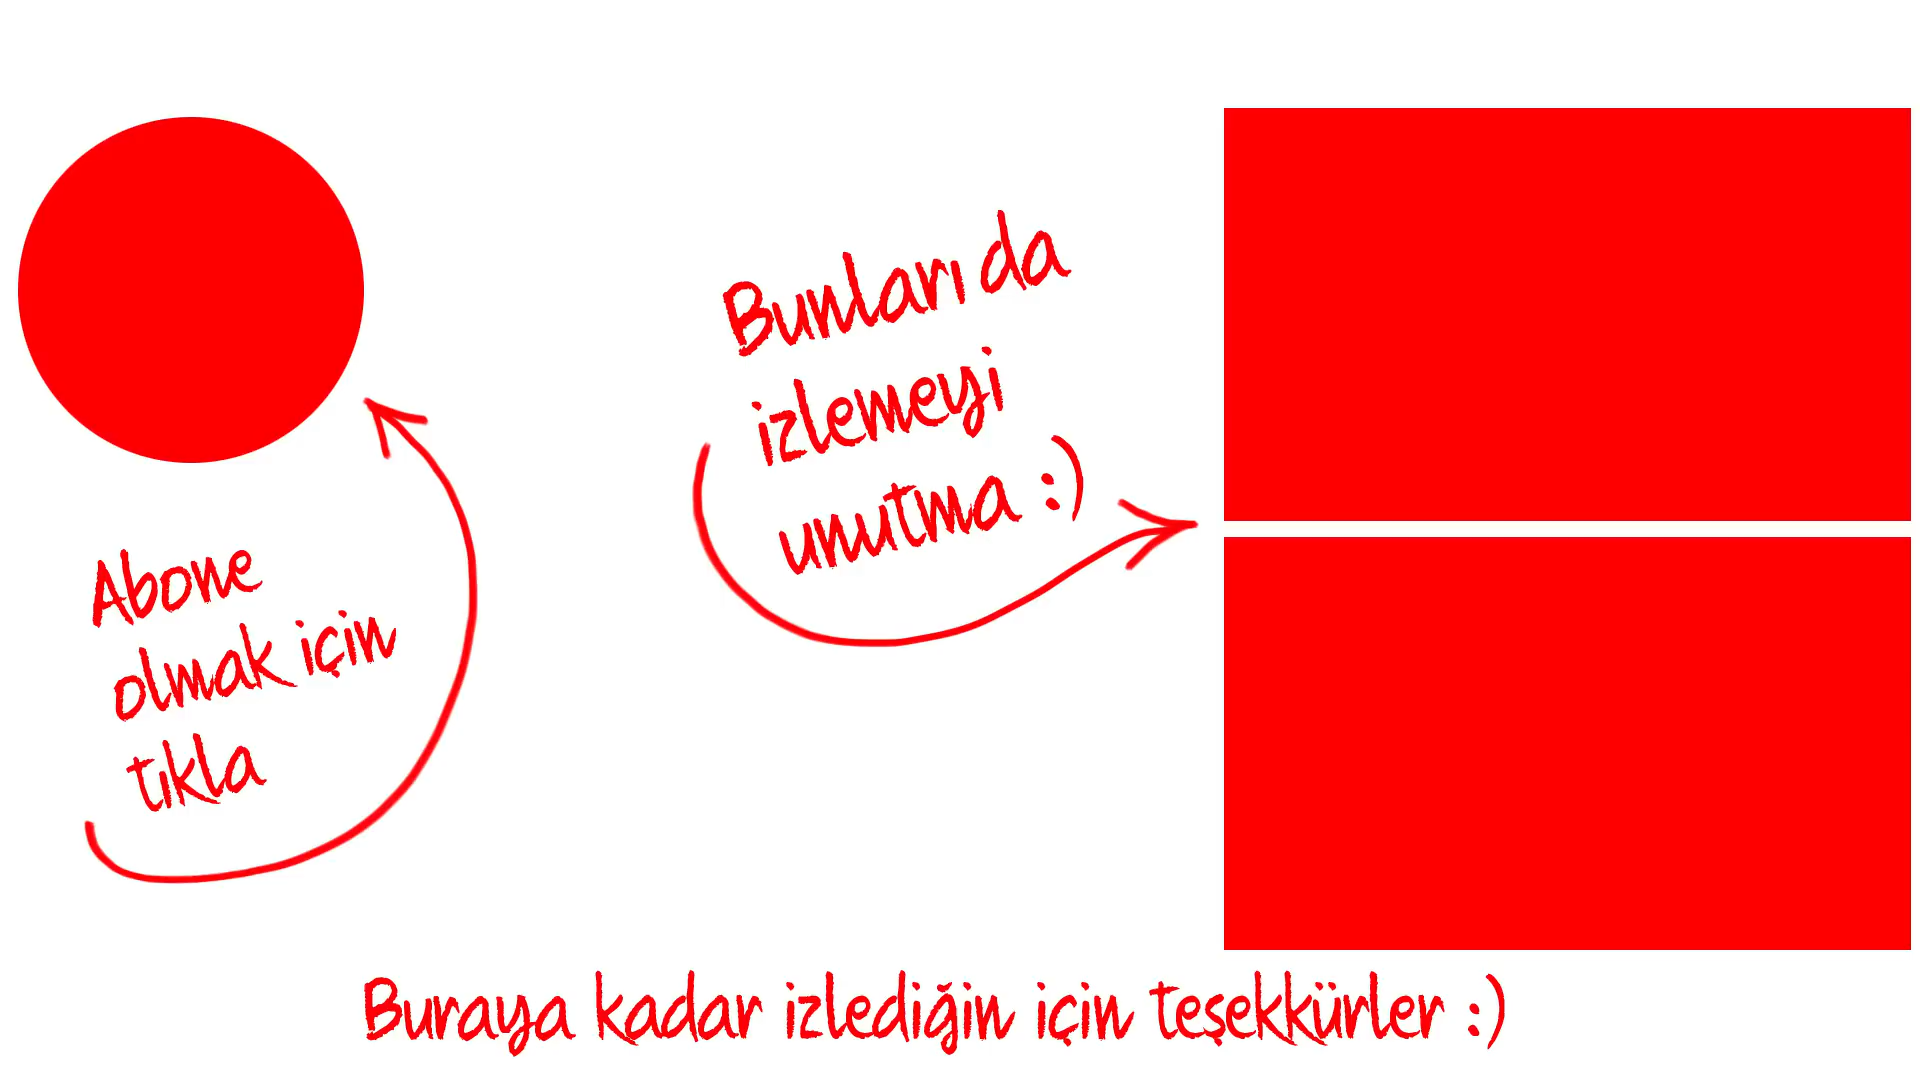 Abone
olmak için
tıkla
Bunları da
izlemeyi
unutma :)
Buraya kadar izlediğin için teşekkürler :)